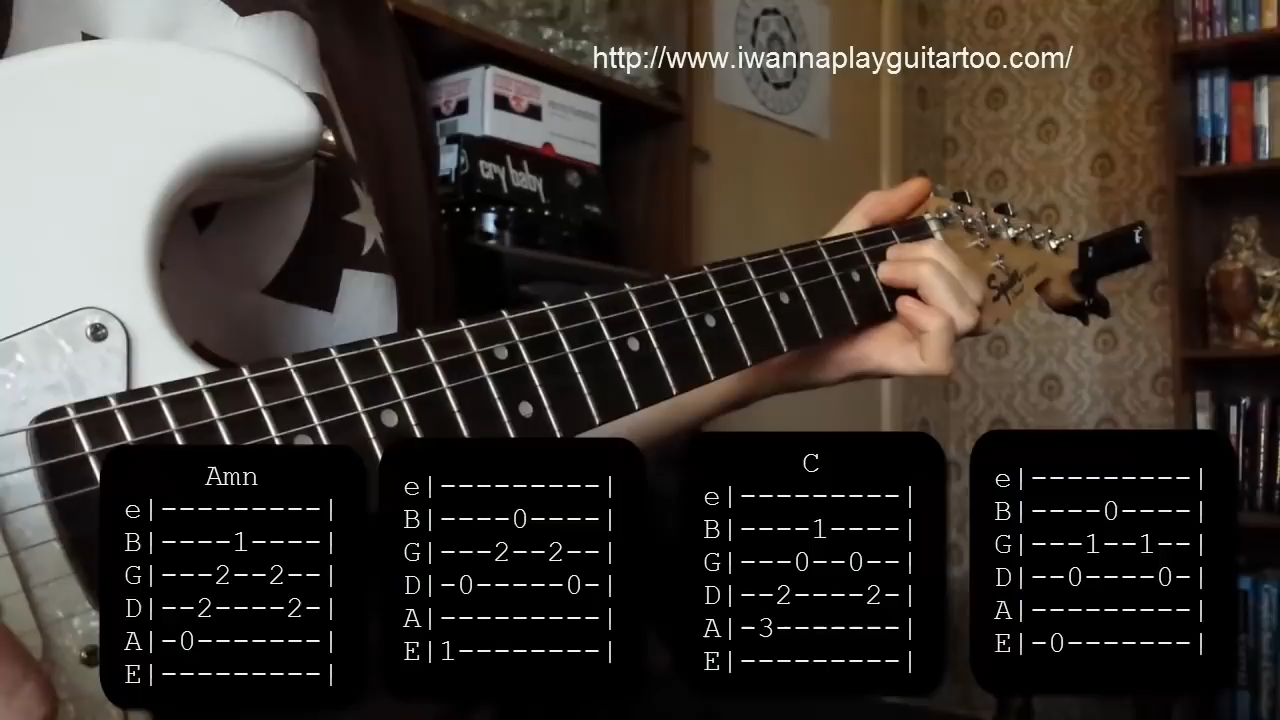 http://www.iwannaplayguitartoo.com/
cry baby
Squier
Amn
e|---------|
B|----1----|
G|---2--2--|
D|--2----2-|
A|-0-------|
E|---------|
e|---------|
B|----0----|
G|---2--2--|
D|-0-----0-|
A|---------|
E|1--------|
C
e|---------|
B|----1----|
G|---0--0--|
D|--2----2-|
A|-3-------|
E|---------|
e|---------|
B|----0----|
G|---1--1--|
D|--0----0-|
A|---------|
E|-0-------|